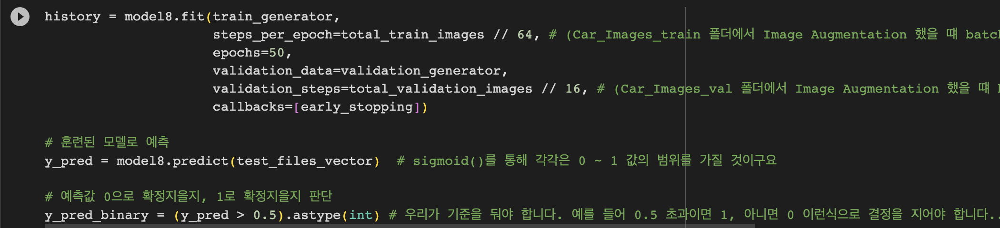 history = model8.fit(train_generator,
steps_per_epoch=total_train_images // 64, # (Car_Images_train 폴더에서 Image Augmentation 했을 떄 batc
epochs=50,
validation_data=validation_generator,
validation_steps=total_validation_images // 16, # (Car_Images_val 폴더에서 Image Augmentation 했을 떄
callbacks=[early_stopping])
# 훈련된 모델로 예측
y_pred = model8.predict(test_files_vector)  # sigmoid()를 통해 각각은 0 ~ 1 값의 범위를 가질 것이구요
# 예측값 0으로 확정지을지, 1로 확정지을지 판단
y_pred_binary = (y_pred > 0.5).astype(int) # 우리가 기준을 둬야 합니다. 예를 들어 0.5 초과이면 1, 아니면 0 이런식으로 결정을 지어야 합니다..